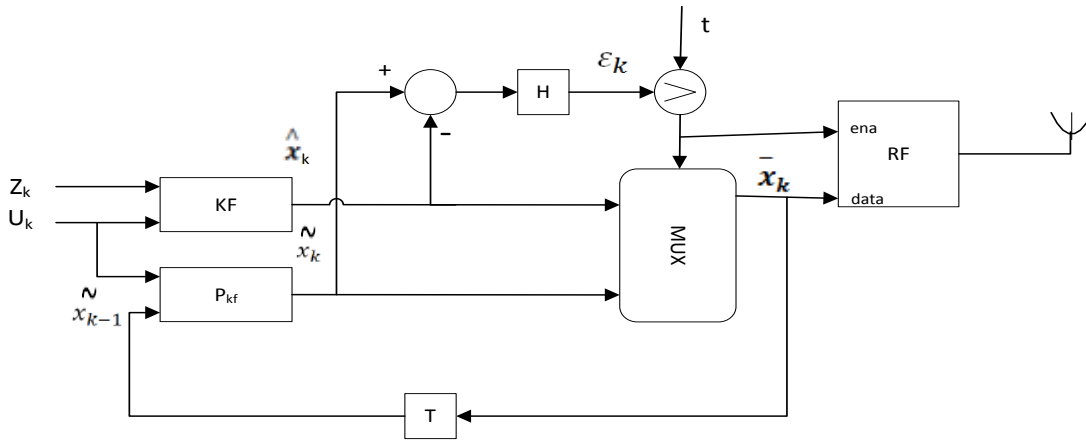 t
εₖ
+
H
>
−
ena
RF
x̂ₖ
x̄ₖ
Zₖ
KF
data
Uₖ
MUX
x̃ₖ
Pₖf
x̃ₖ₋₁
T